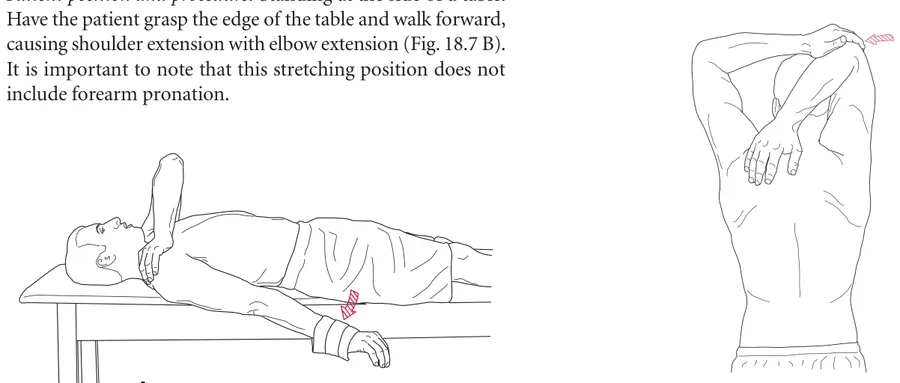 Have the patient grasp the edge of the table and walk forward,
causing shoulder extension with elbow extension (Fig. 18.7 B).
It is important to note that this stretching position does not
include forearm pronation.